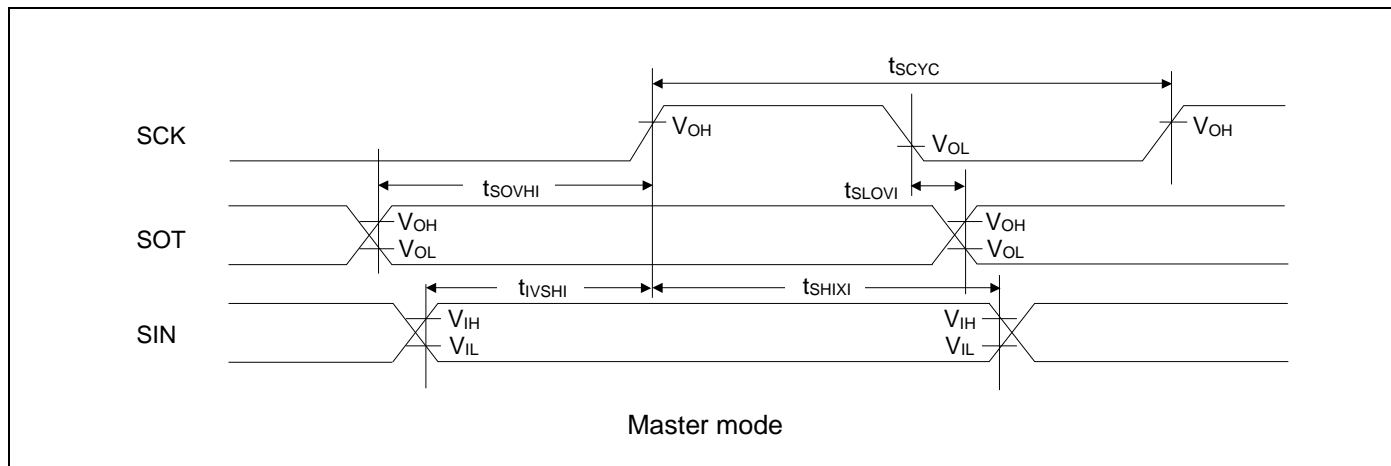 tSCYC
SCK
VOH
VOL
VOH
tSOVHI
tSLOVI
SOT
VOH
VOL
VOH
VOL
tIVSHI
tSHIXI
SIN
VIH
VIL
VIH
VIL
Master mode